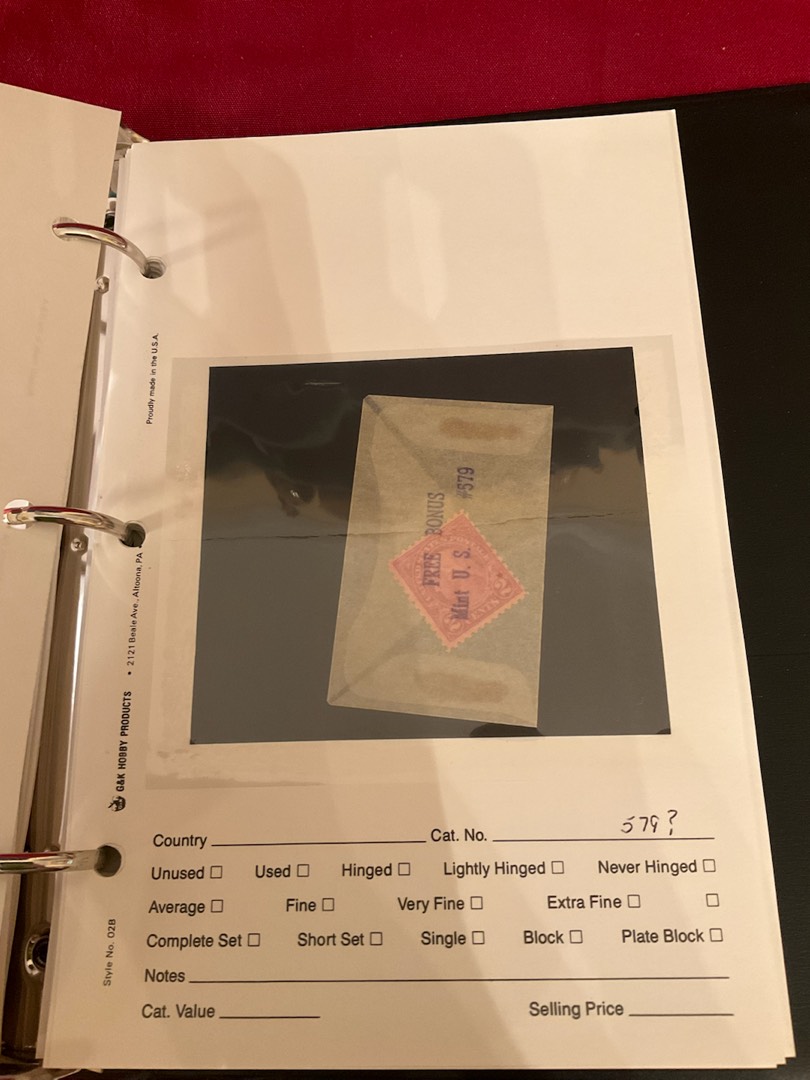 Proudly made in the U.S.A.
G&K HOBBY PRODUCTS • 2121 Beale Ave., Altoona, PA
Style No. 02B
FREE BONUS
Mint U. S. #579
2
Country Cat. No. 579?
Unused Used Hinged Lightly Hinged Never Hinged
Average Fine Very Fine Extra Fine
Complete Set Short Set Single Block Plate Block
Notes
Cat. Value Selling Price